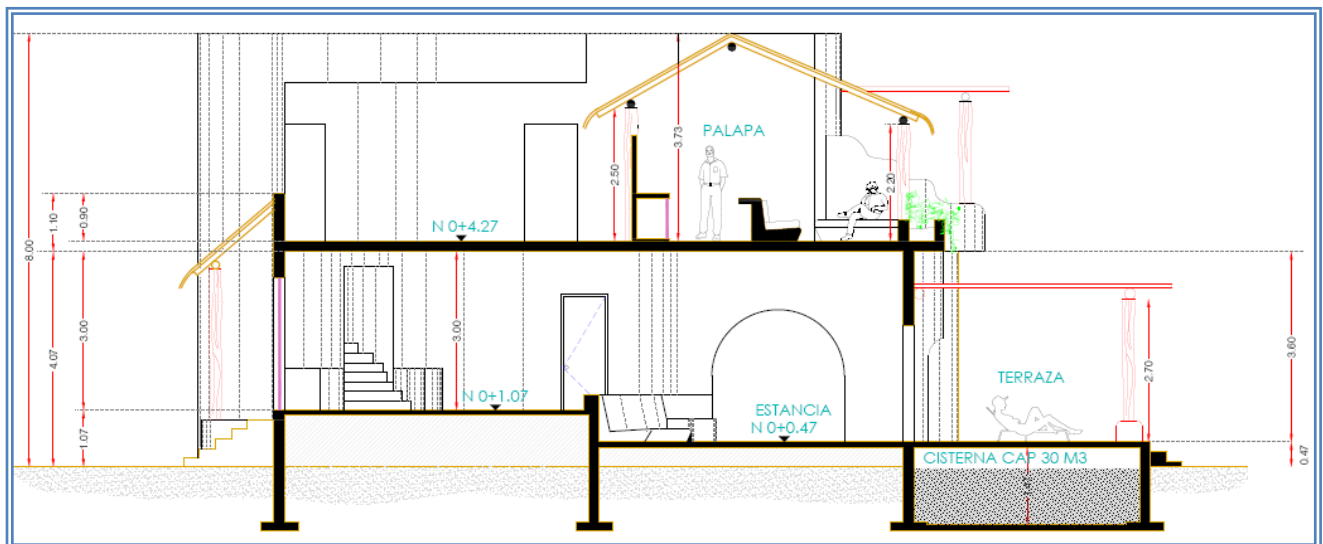 PALAPA
3.73
2.50
2.20
1.10
0.90
8.00
N 0+4.27
3.00
3.00
4.07
3.60
2.70
TERRAZA
N 0+1.07
ESTANCIA
N 0+0.47
1.07
0.47
CISTERNA CAP 30 M3